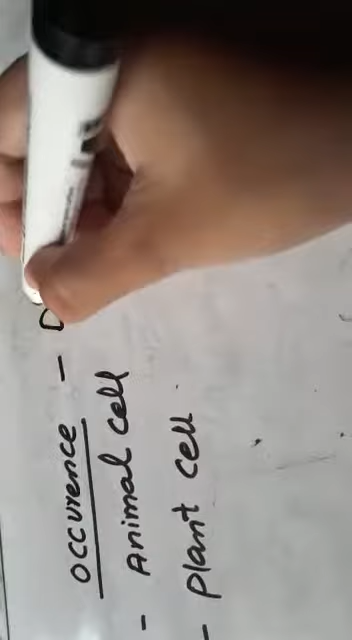 occurence -
- Animal cell
- plant cell.